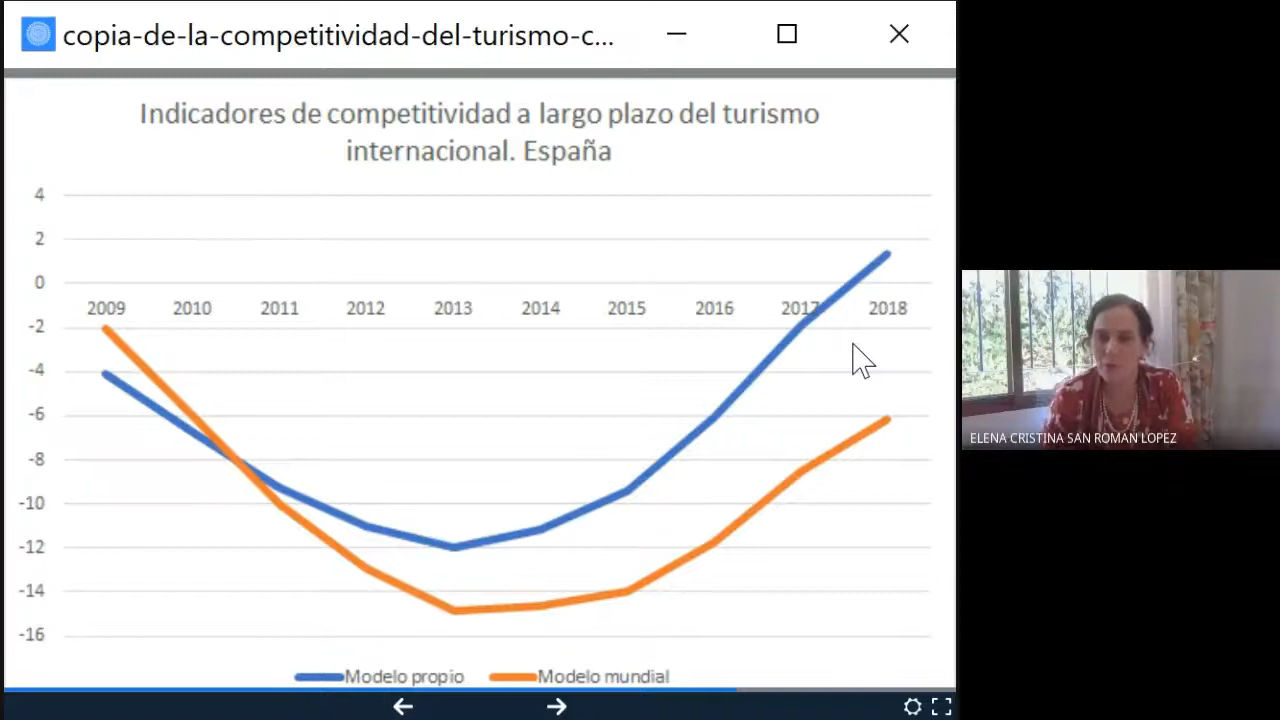 copia-de-la-competitividad-del-turismo-c...
Indicadores de competitividad a largo plazo del turismo
internacional. España
4
2
0
2009 2010 2011 2012 2013 2014 2015 2016 2017 2018
-2
-4
-6
-8
-10
-12
-14
-16
Modelo propio Modelo mundial
ELENA CRISTINA SAN ROMAN LOPEZ